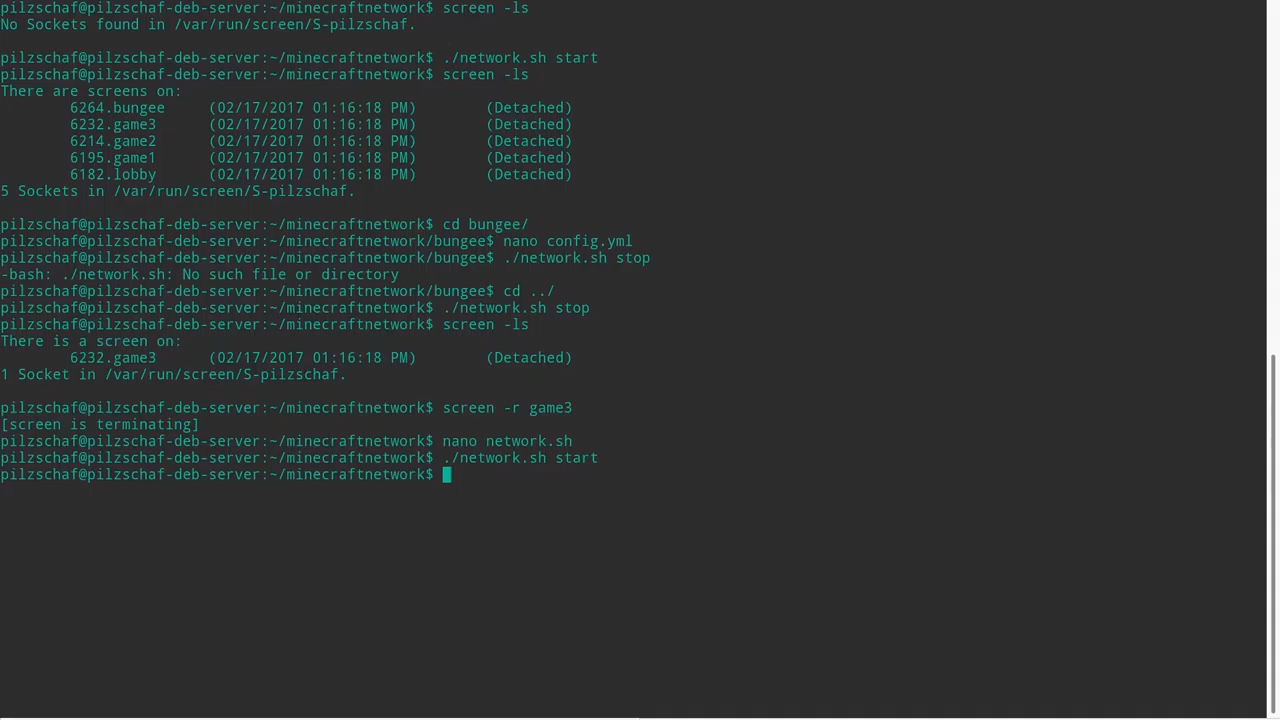 pilzschaf@pilzschaf-deb-server:~/minecraftnetwork$ screen -ls
No Sockets found in /var/run/screen/S-pilzschaf.
pilzschaf@pilzschaf-deb-server:~/minecraftnetwork$ ./network.sh start
pilzschaf@pilzschaf-deb-server:~/minecraftnetwork$ screen -ls
There are screens on:
6264.bungee (02/17/2017 01:16:18 PM) (Detached)
6232.game3 (02/17/2017 01:16:18 PM) (Detached)
6214.game2 (02/17/2017 01:16:18 PM) (Detached)
6195.game1 (02/17/2017 01:16:18 PM) (Detached)
6182.lobby (02/17/2017 01:16:18 PM) (Detached)
5 Sockets in /var/run/screen/S-pilzschaf.
pilzschaf@pilzschaf-deb-server:~/minecraftnetwork$ cd bungee/
pilzschaf@pilzschaf-deb-server:~/minecraftnetwork/bungee$ nano config.yml
pilzschaf@pilzschaf-deb-server:~/minecraftnetwork/bungee$ ./network.sh stop
-bash: ./network.sh: No such file or directory
pilzschaf@pilzschaf-deb-server:~/minecraftnetwork/bungee$ cd ../
pilzschaf@pilzschaf-deb-server:~/minecraftnetwork$ ./network.sh stop
pilzschaf@pilzschaf-deb-server:~/minecraftnetwork$ screen -ls
There is a screen on:
6232.game3 (02/17/2017 01:16:18 PM) (Detached)
1 Socket in /var/run/screen/S-pilzschaf.
pilzschaf@pilzschaf-deb-server:~/minecraftnetwork$ screen -r game3
[screen is terminating]
pilzschaf@pilzschaf-deb-server:~/minecraftnetwork$ nano network.sh
pilzschaf@pilzschaf-deb-server:~/minecraftnetwork$ ./network.sh start
pilzschaf@pilzschaf-deb-server:~/minecraftnetwork$